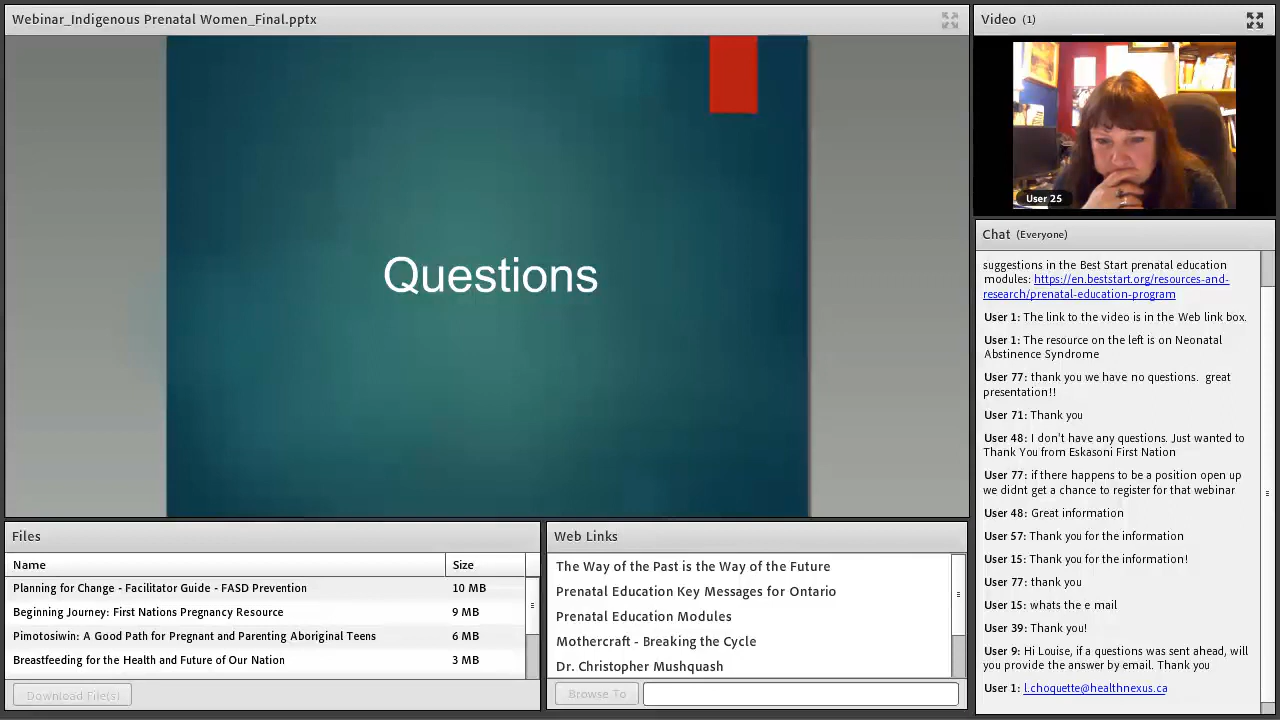 Webinar_Indigenous Prenatal Women_Final.pptx
Questions
Video (1)
User 25
Chat (Everyone)
suggestions in the Best Start prenatal education
modules: https://en.beststart.org/resources-and-
research/prenatal-education-program
User 1: The link to the video is in the Web link box.
User 1: The resource on the left is on Neonatal
Abstinence Syndrome
User 77: thank you we have no questions.  great
presentation!!
User 71: Thank you
User 48: I don't have any questions. Just wanted to
Thank You from Eskasoni First Nation
User 77: if there happens to be a position open up
we didnt get a chance to register for that webinar
User 48: Great information
User 57: Thank you for the information
User 15: Thank you for the information!
User 77: thank you
User 15: whats the e mail
User 39: Thank you!
User 9: Hi Louise, if a questions was sent ahead, will
you provide the answer by email. Thank you
User 1: l.choquette@healthnexus.ca
Files
Name Size
Planning for Change - Facilitator Guide - FASD Prevention 10 MB
Beginning Journey: First Nations Pregnancy Resource 9 MB
Pimotosiwin: A Good Path for Pregnant and Parenting Aboriginal Teens 6 MB
Breastfeeding for the Health and Future of Our Nation 3 MB
Download File(s)
Web Links
The Way of the Past is the Way of the Future
Prenatal Education Key Messages for Ontario
Prenatal Education Modules
Mothercraft - Breaking the Cycle
Dr. Christopher Mushquash
Browse To